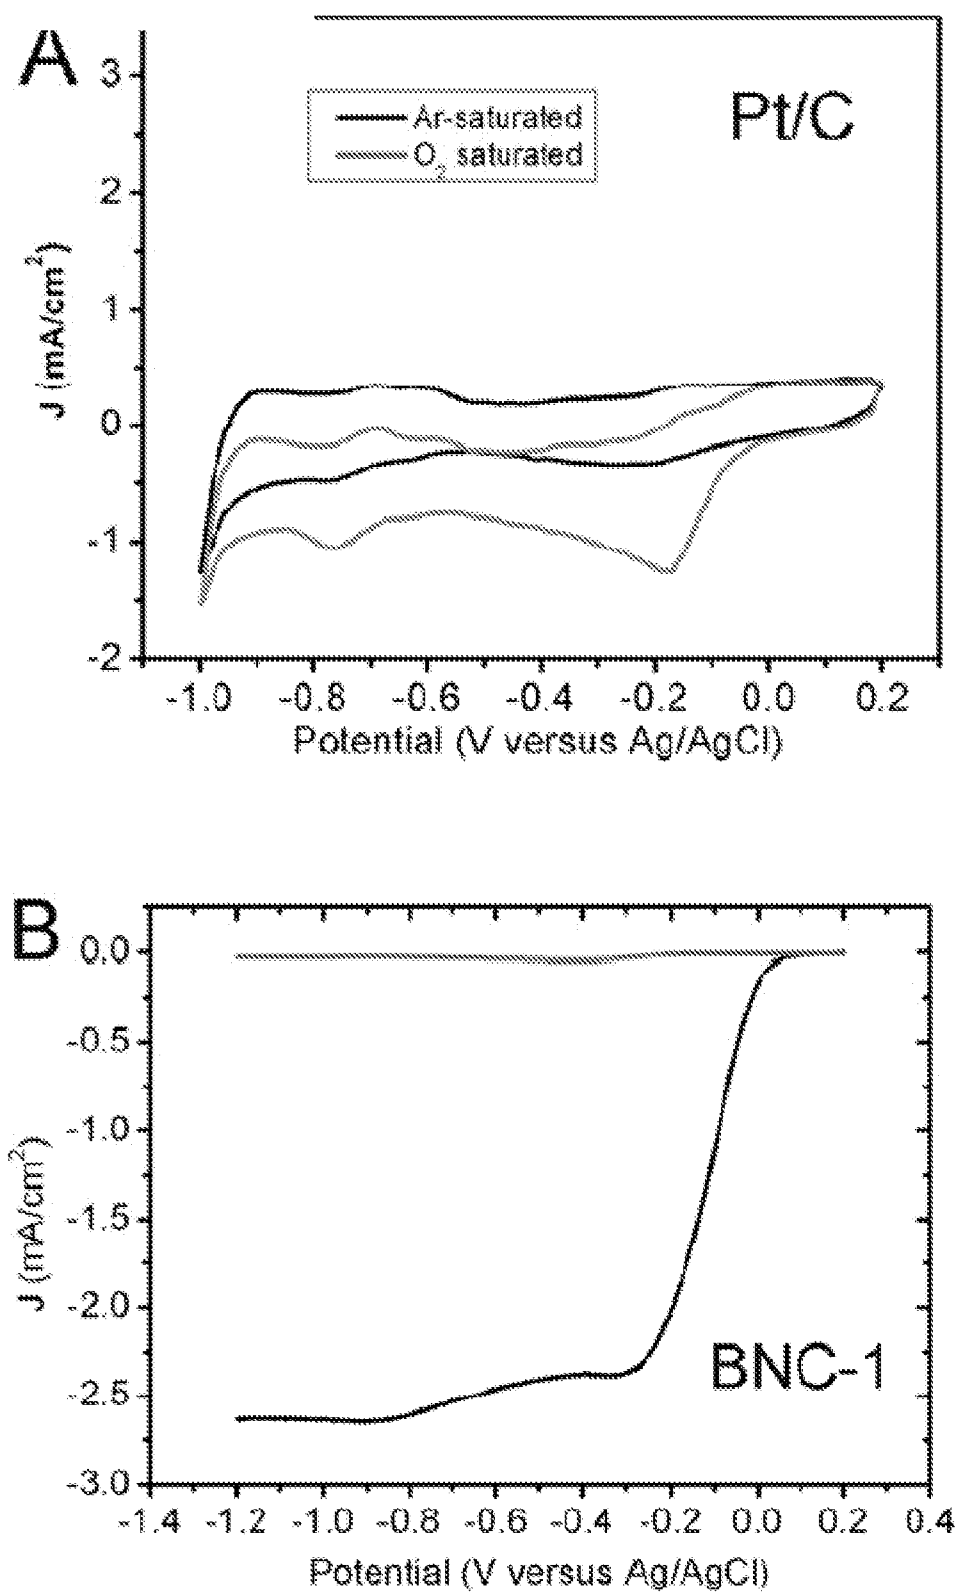 A
Pt/C
Ar-saturated
O2 saturated
3
2
1
0
-1
-2
J (mA/cm2)
-1.0 -0.8 -0.6 -0.4 -0.2 0.0 0.2
Potential (V versus Ag/AgCl)
B
0.0
-0.5
-1.0
-1.5
-2.0
-2.5
-3.0
J (mA/cm2)
BNC-1
-1.4 -1.2 -1.0 -0.8 -0.6 -0.4 -0.2 0.0 0.2 0.4
Potential (V versus Ag/AgCl)